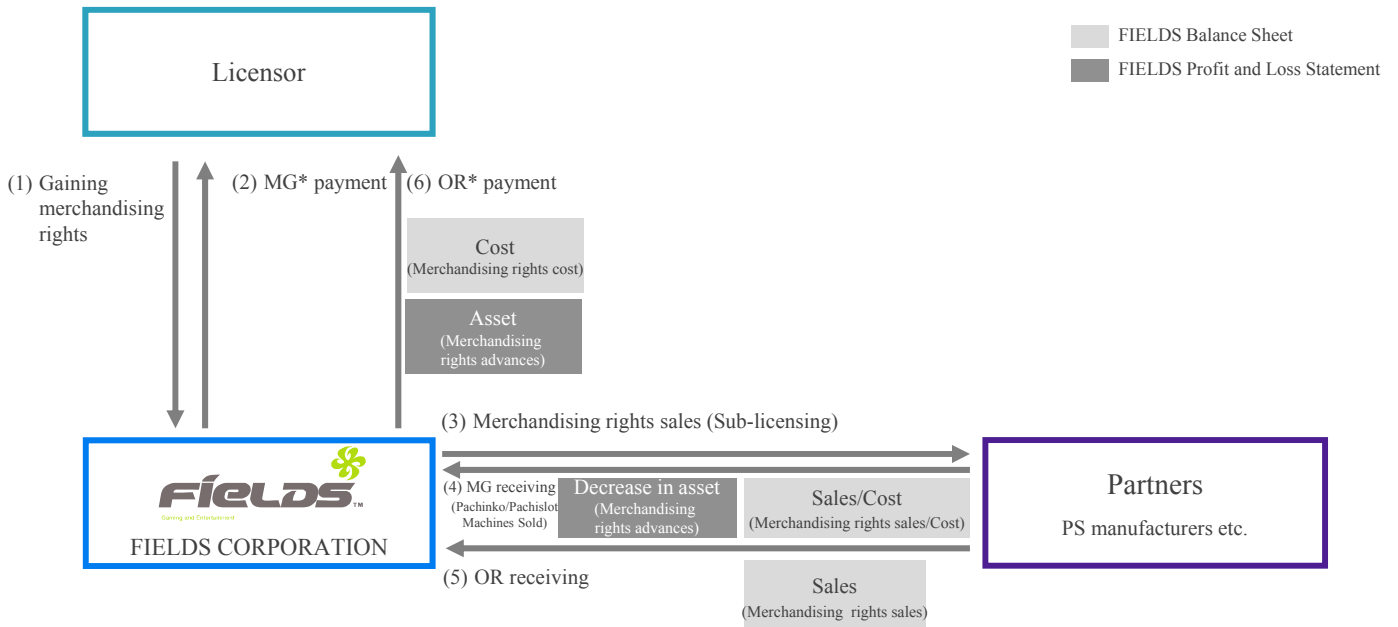 Licensor
FIELDS Balance Sheet
FIELDS Profit and Loss Statement
(1) Gaining
merchandising
rights
(2) MG* payment
(6) OR* payment
Cost
(Merchandising rights cost)
Asset
(Merchandising
rights advances)
(3) Merchandising rights sales (Sub-licensing)
FIELDS™
Gaming and Entertainment
FIELDS CORPORATION
(4) MG receiving
(Pachinko/Pachislot
Machines Sold)
Decrease in asset
(Merchandising
rights advances)
Sales/Cost
(Merchandising rights sales/Cost)
Partners
PS manufacturers etc.
(5) OR receiving
Sales
(Merchandising rights sales)